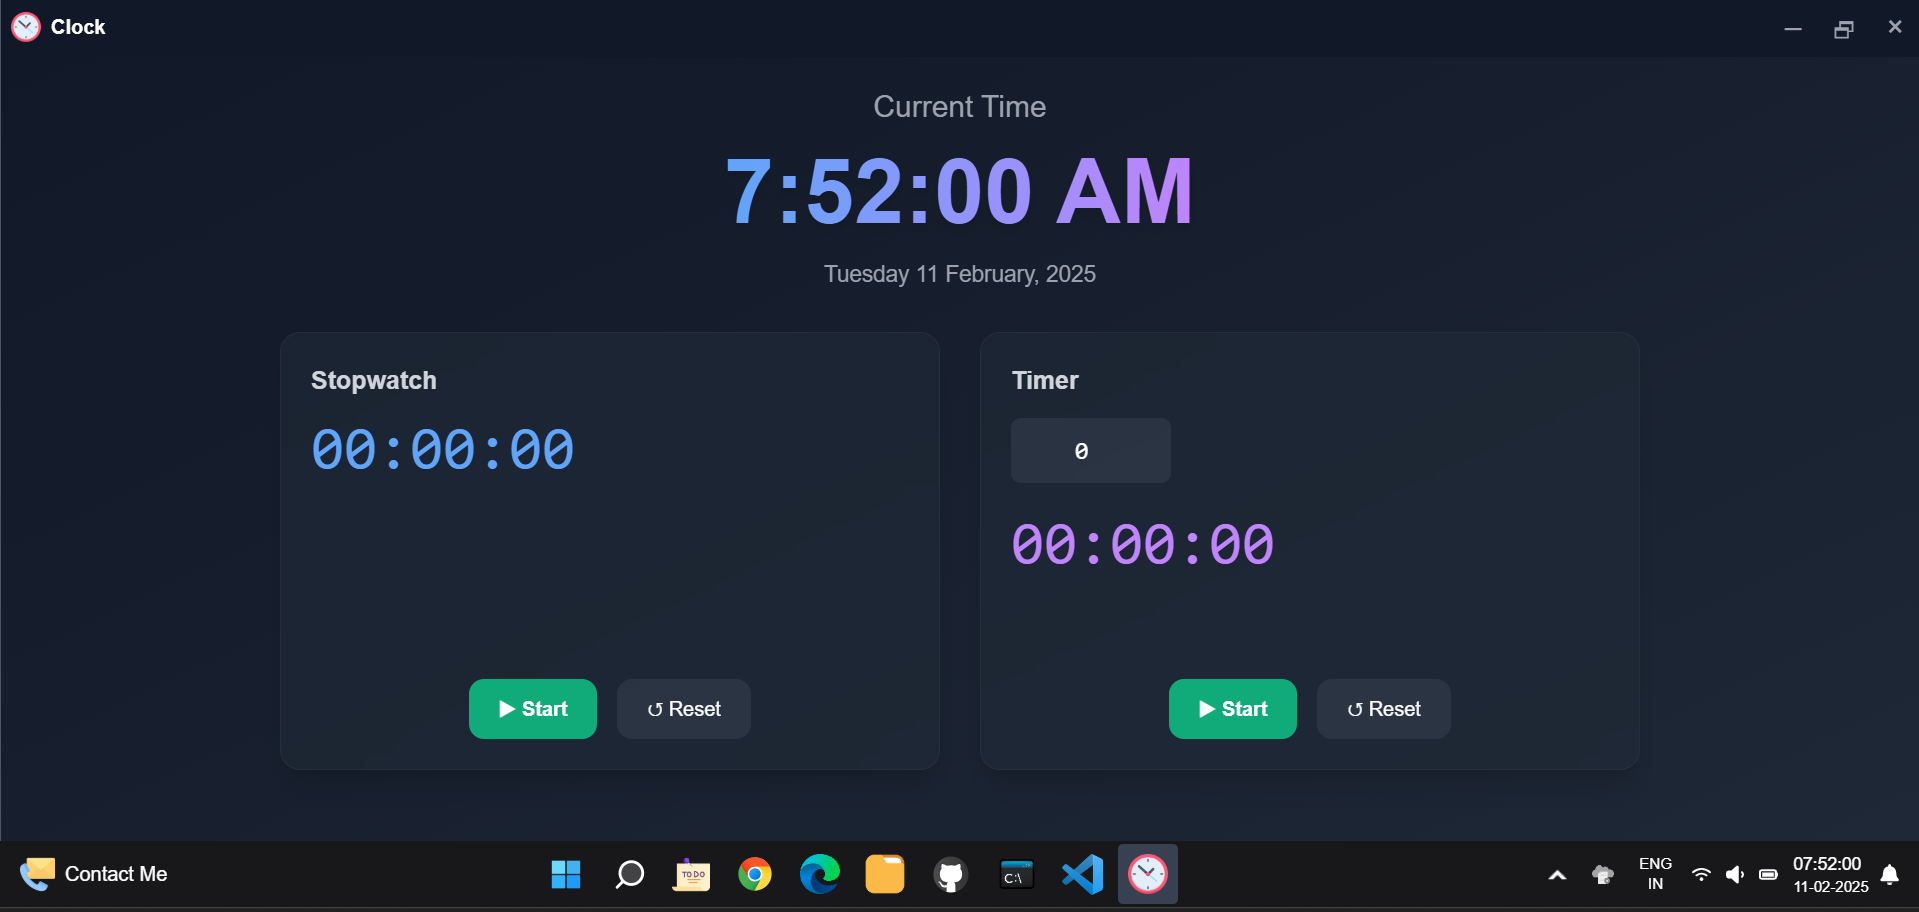 Clock
Current Time
7:52:00 AM
Tuesday 11 February, 2025
Stopwatch
00:00:00
Start
Reset
Timer
0
00:00:00
Start
Reset
Contact Me
TO DO
C:\
ENG
IN
07:52:00
11-02-2025